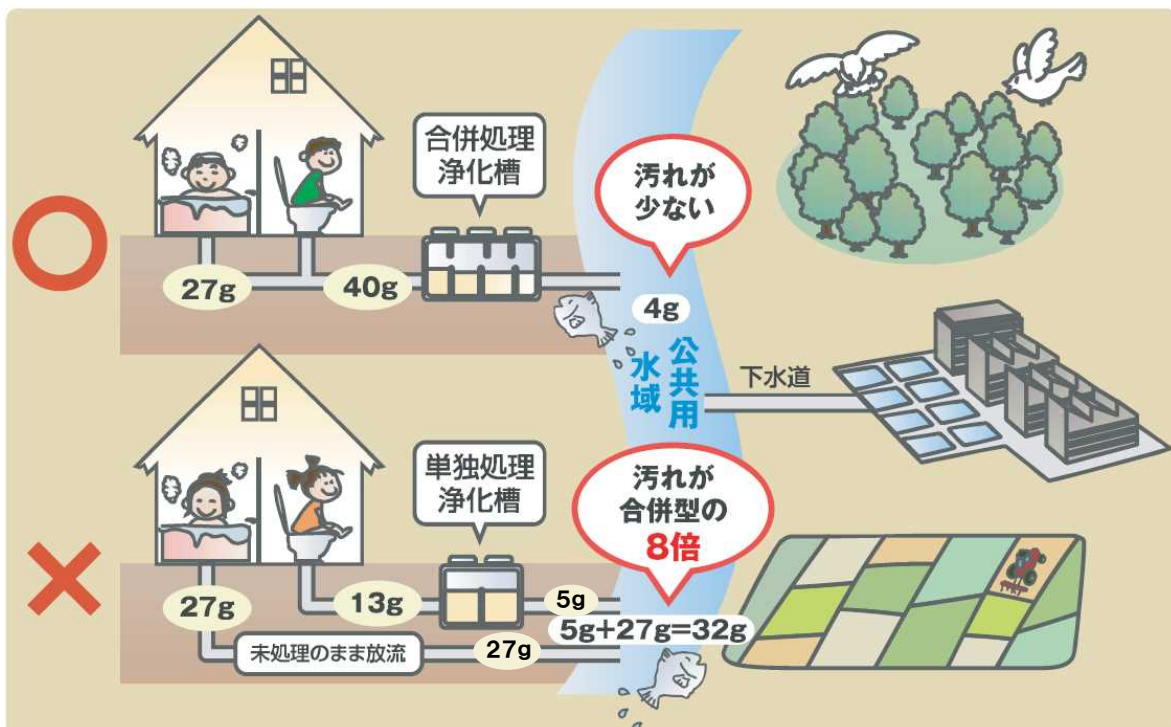 合併処理
浄化槽
汚れが
少ない
27g
40g
4g
公共用
水域
下水道
単独処理
浄化槽
汚れが
合併型の
8倍
27g
13g
5g
5g+27g=32g
未処理のまま放流
27g